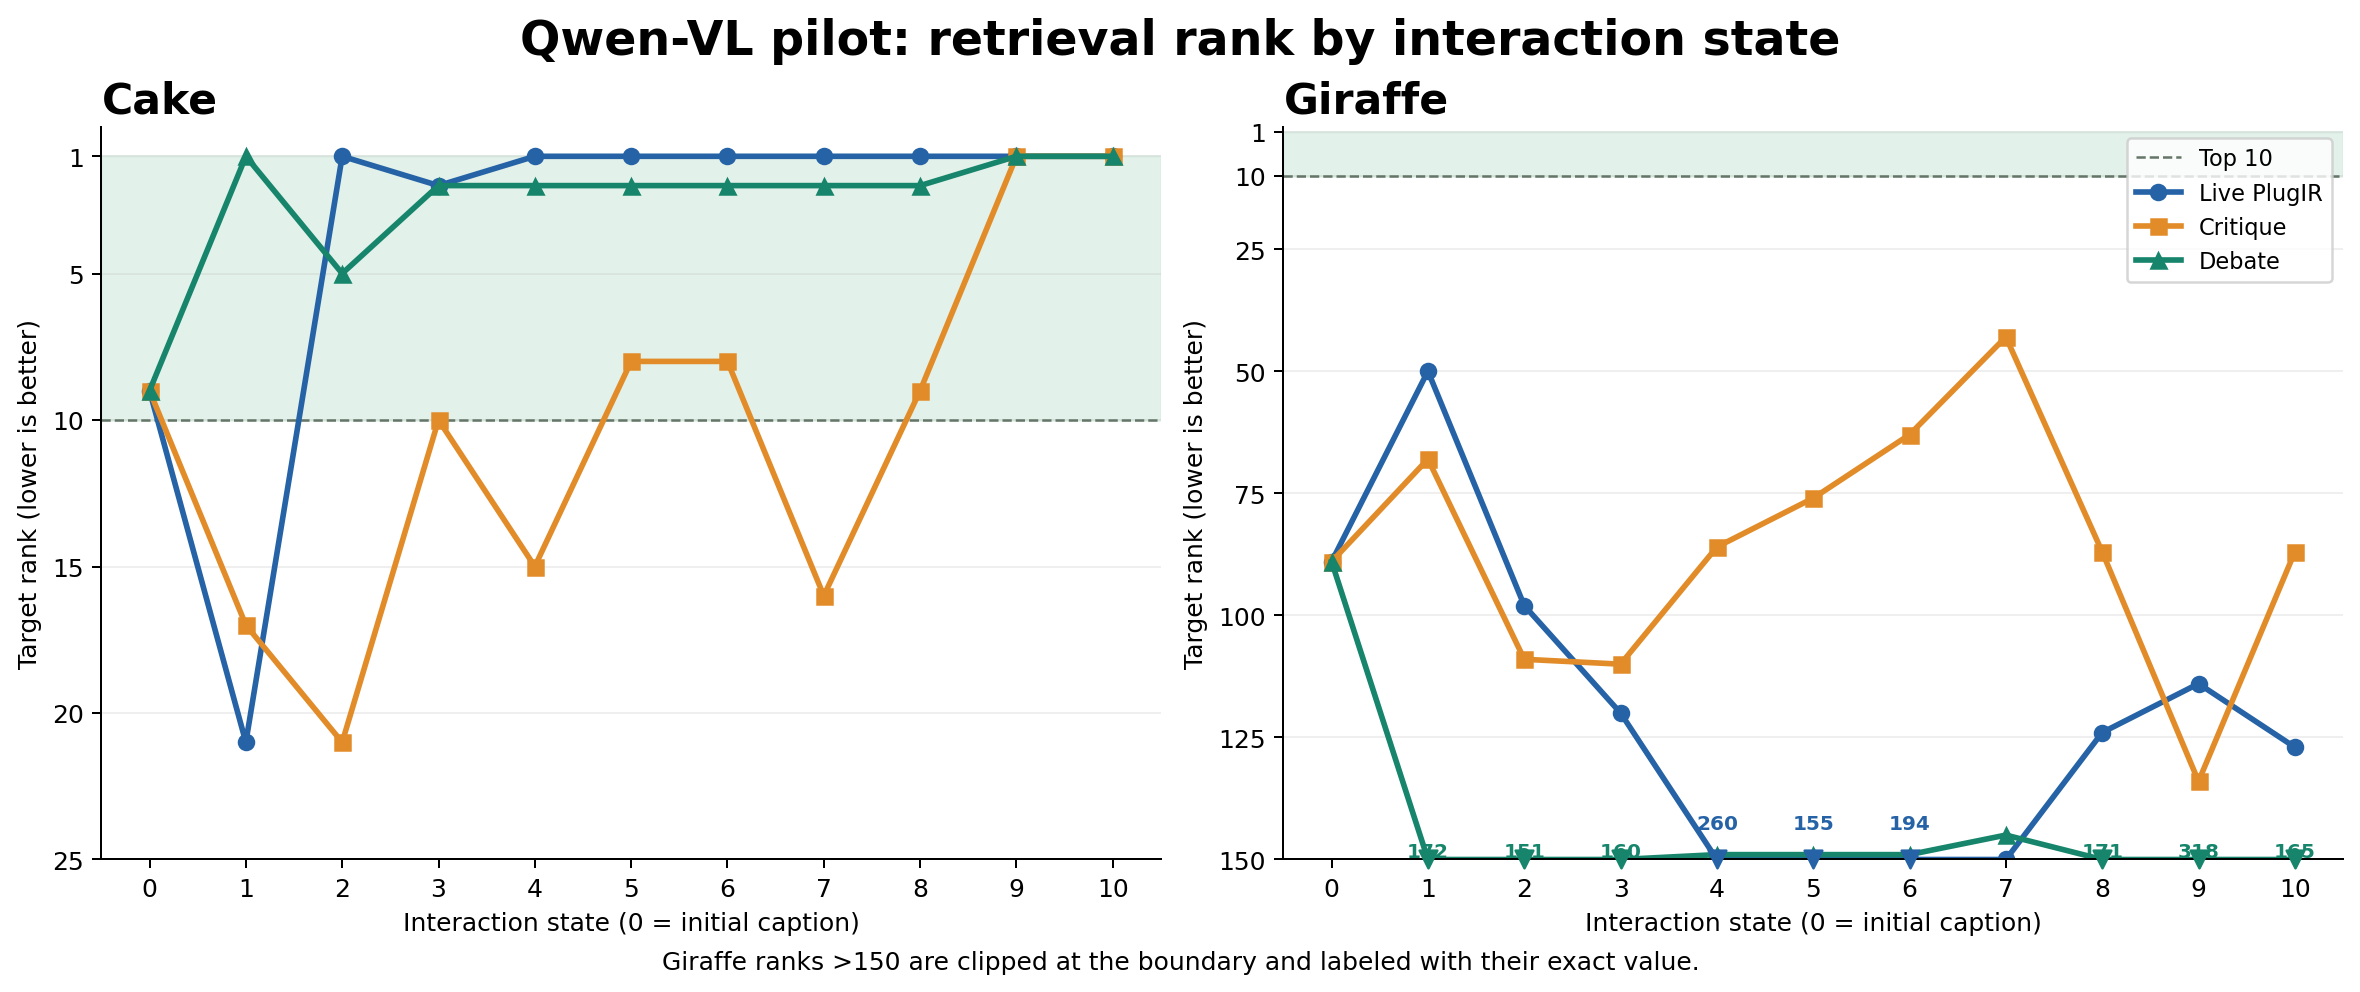 Qwen-VL pilot: retrieval rank by interaction state
Cake
Target rank (lower is better)
1
5
10
15
20
25
0 1 2 3 4 5 6 7 8 9 10
Interaction state (0 = initial caption)
Giraffe
Target rank (lower is better)
1
10
25
50
75
100
125
150
Top 10
Live PlugIR
Critique
Debate
260 155 194
172 151 160 171 318 165
0 1 2 3 4 5 6 7 8 9 10
Interaction state (0 = initial caption)
Giraffe ranks >150 are clipped at the boundary and labeled with their exact value.